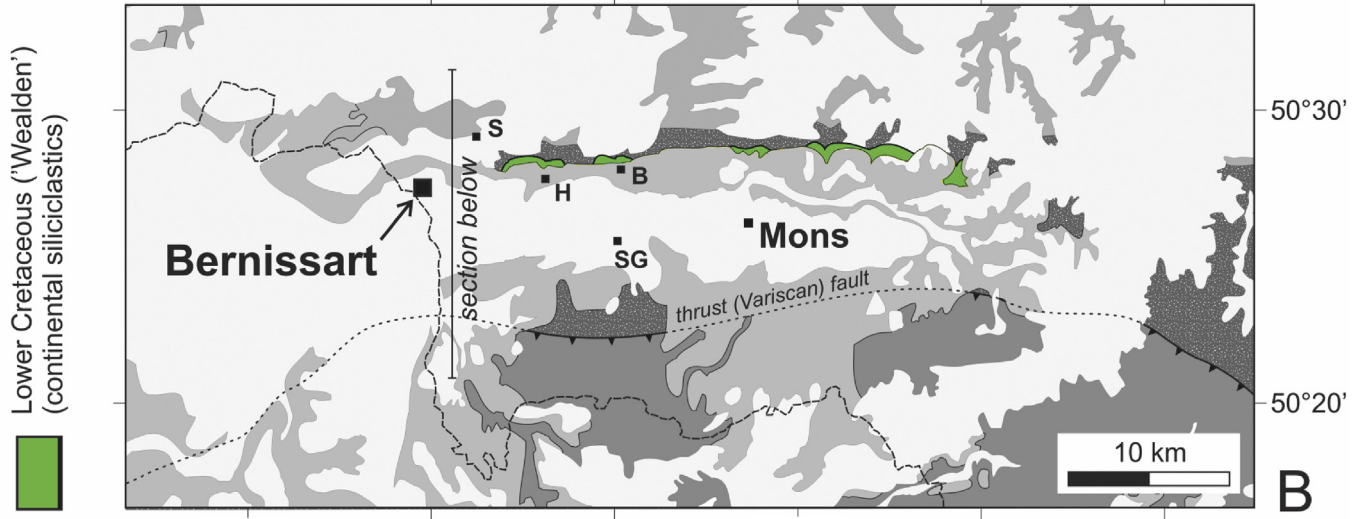 Lower Cretaceous ('Wealden')
(continental siliciclastics)
S
H
B
SG
Mons
Bernissart
section below
thrust (Variscan) fault
50°30'
50°20'
10 km
B